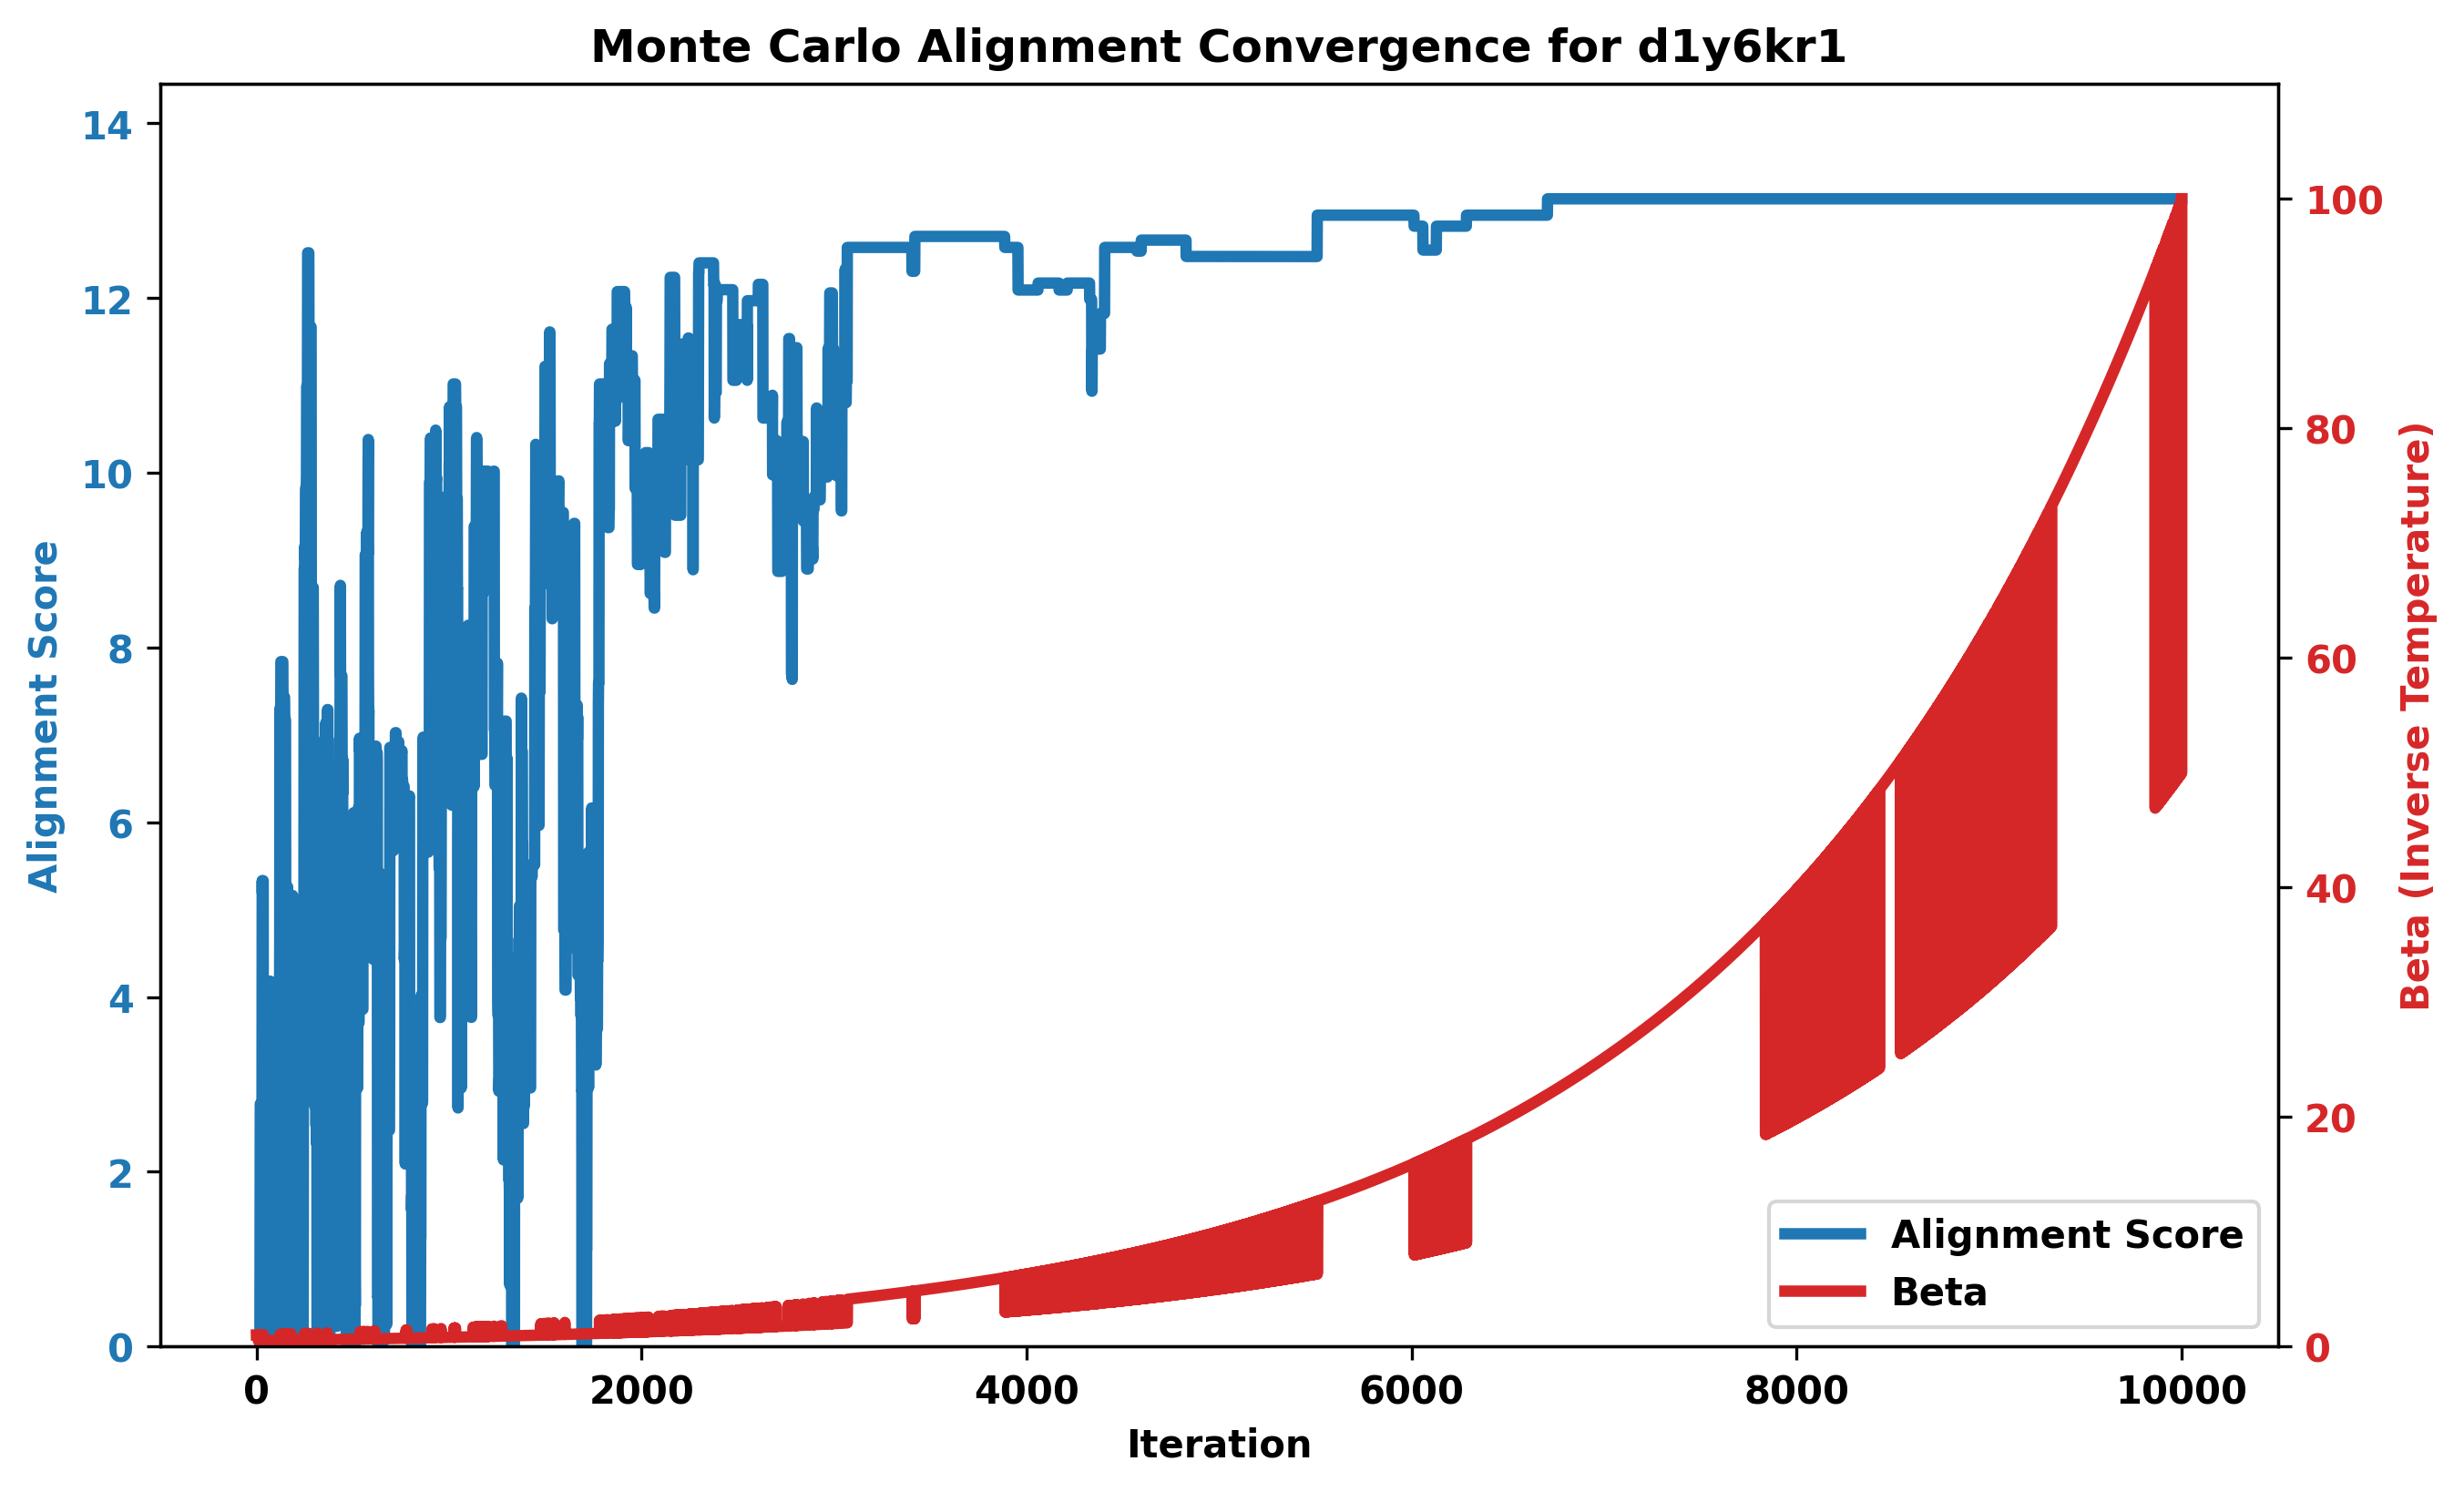 Monte Carlo Alignment Convergence for d1y6kr1
14
12
10
8
6
4
2
0
Alignment Score
100
80
60
40
20
0
Beta (Inverse Temperature)
Alignment Score
Beta
0 2000 4000 6000 8000 10000
Iteration